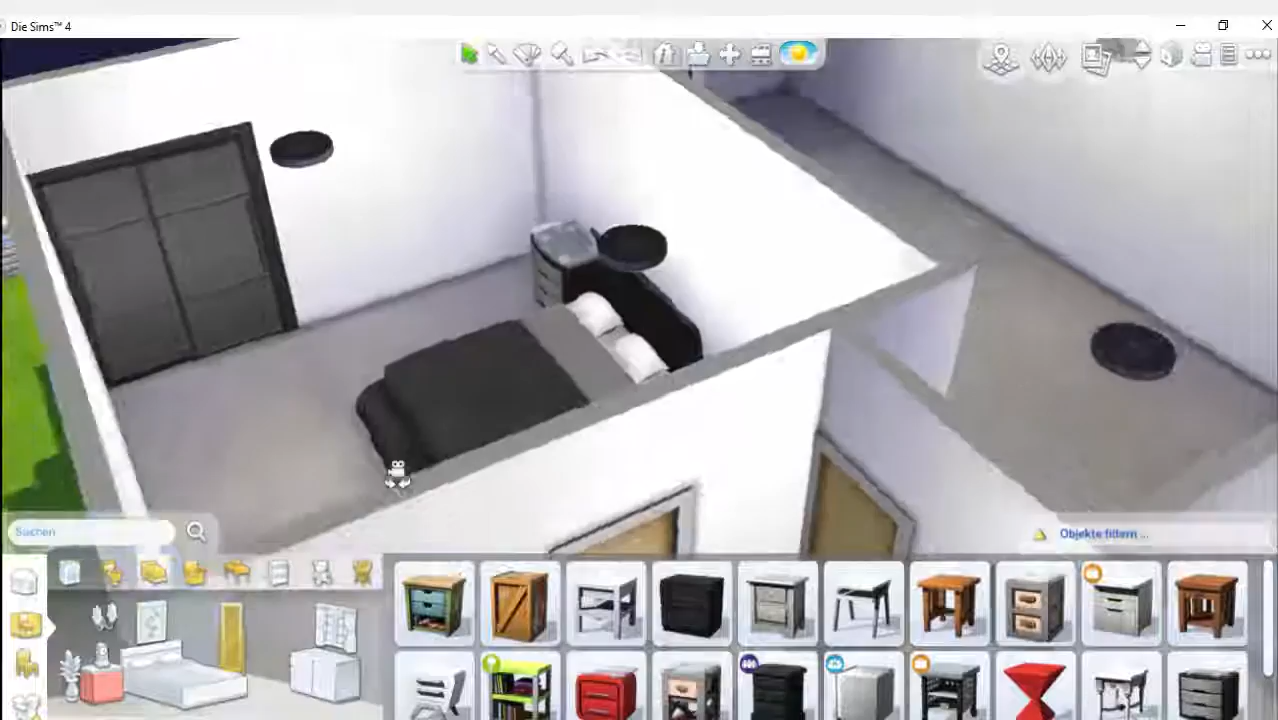 Die Sims™ 4
Suchen
Objekte filtern ...